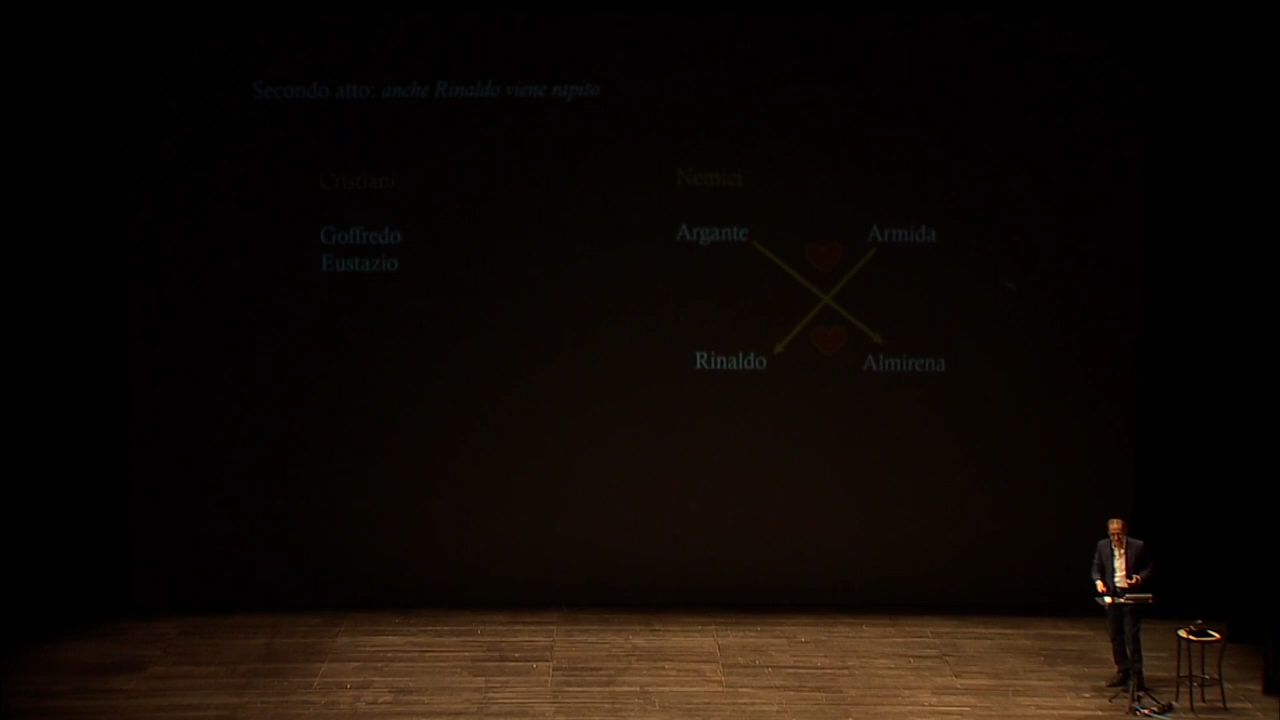 Secondo atto: anche Rinaldo viene rapito
Cristiani
Nemici
Goffredo
Eustazio
Argante
Armida
Rinaldo
Almirena